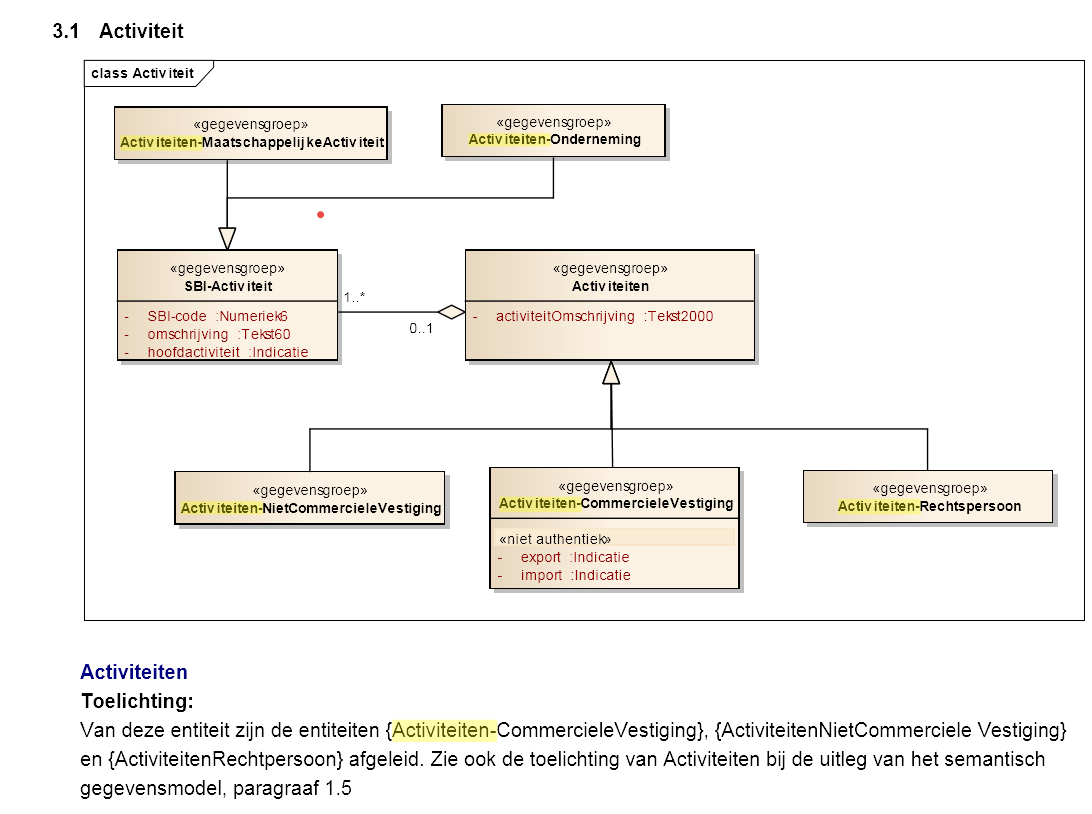 3.1 Activiteit
class Activiteit
«gegevensgroep»
Activiteiten-MaatschappelijkeActiviteit
«gegevensgroep»
Activiteiten-Onderneming
«gegevensgroep»
SBI-Activiteit
- SBI-code :Numeriek6
- omschrijving :Tekst60
- hoofdactiviteit :Indicatie
1..*
0..1
«gegevensgroep»
Activiteiten
- activiteitOmschrijving :Tekst2000
«gegevensgroep»
Activiteiten-NietCommercieleVestiging
«gegevensgroep»
Activiteiten-CommercieleVestiging
«niet authentiek»
- export :Indicatie
- import :Indicatie
«gegevensgroep»
Activiteiten-Rechtspersoon
Activiteiten
Toelichting:
Van deze entiteit zijn de entiteiten {Activiteiten-CommercieleVestiging}, {ActiviteitenNietCommerciele Vestiging}
en {ActiviteitenRechtpersoon} afgeleid. Zie ook de toelichting van Activiteiten bij de uitleg van het semantisch
gegevensmodel, paragraaf 1.5